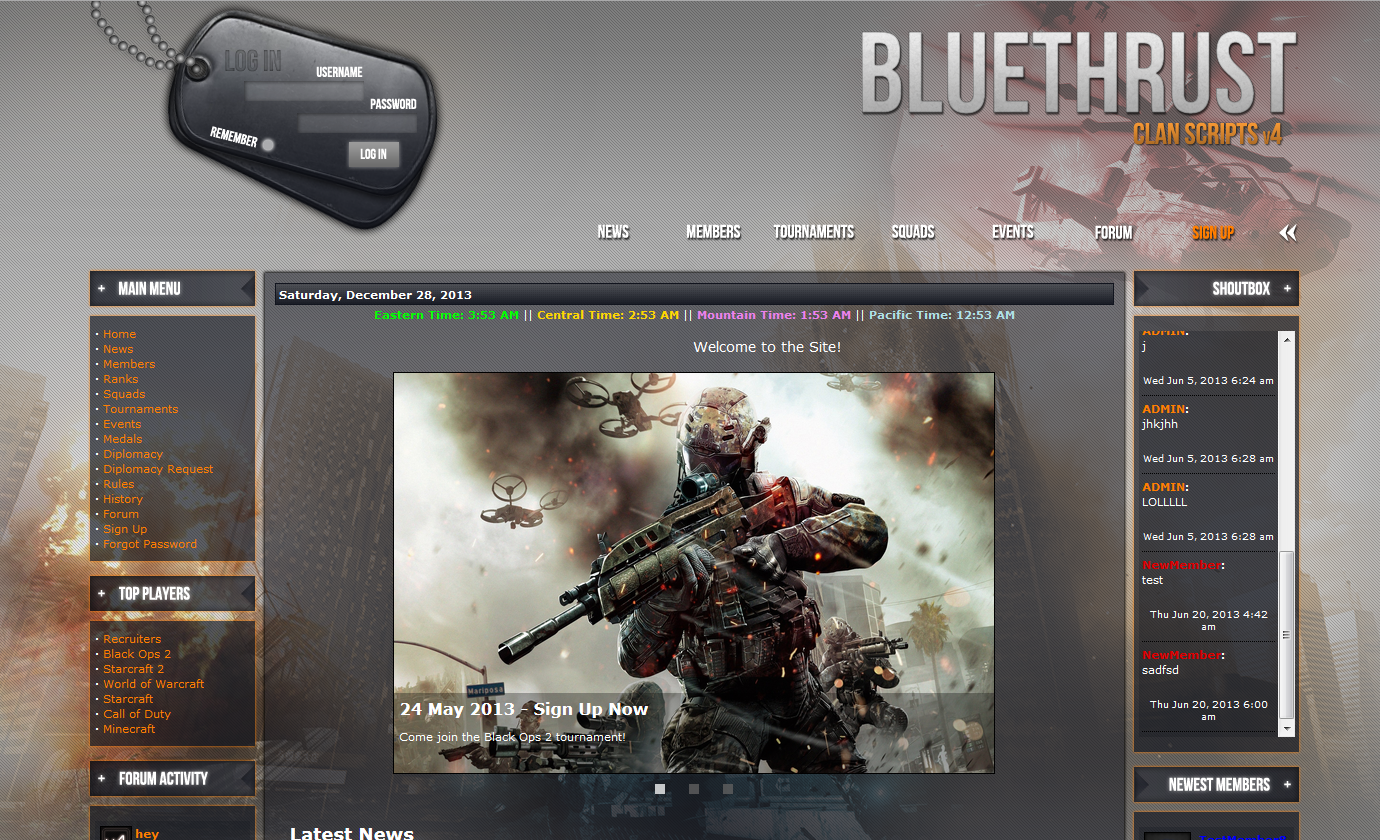 LOG IN
USERNAME
PASSWORD
REMEMBER
LOG IN
BLUETHRUST
CLAN SCRIPTS v4
NEWS MEMBERS TOURNAMENTS SQUADS EVENTS FORUM SIGN UP
+ MAIN MENU
• Home
• News
• Members
• Ranks
• Squads
• Tournaments
• Events
• Medals
• Diplomacy
• Diplomacy Request
• Rules
• History
• Forum
• Sign Up
• Forgot Password
+ TOP PLAYERS
• Recruiters
• Black Ops 2
• Starcraft 2
• World of Warcraft
• Starcraft
• Call of Duty
• Minecraft
+ FORUM ACTIVITY
hey
Saturday, December 28, 2013
Eastern Time: 3:53 AM || Central Time: 2:53 AM || Mountain Time: 1:53 AM || Pacific Time: 12:53 AM
Welcome to the Site!
Mariposa
24 May 2013 - Sign Up Now
Come join the Black Ops 2 tournament!
Latest News
SHOUTBOX +
ADMIN:
j
Wed Jun 5, 2013 6:24 am
ADMIN:
jhkjhh
Wed Jun 5, 2013 6:28 am
ADMIN:
LOLLLLL
Wed Jun 5, 2013 6:28 am
NewMember:
test
Thu Jun 20, 2013 4:42
am
NewMember:
sadfsd
Thu Jun 20, 2013 6:00
am
NEWEST MEMBERS +